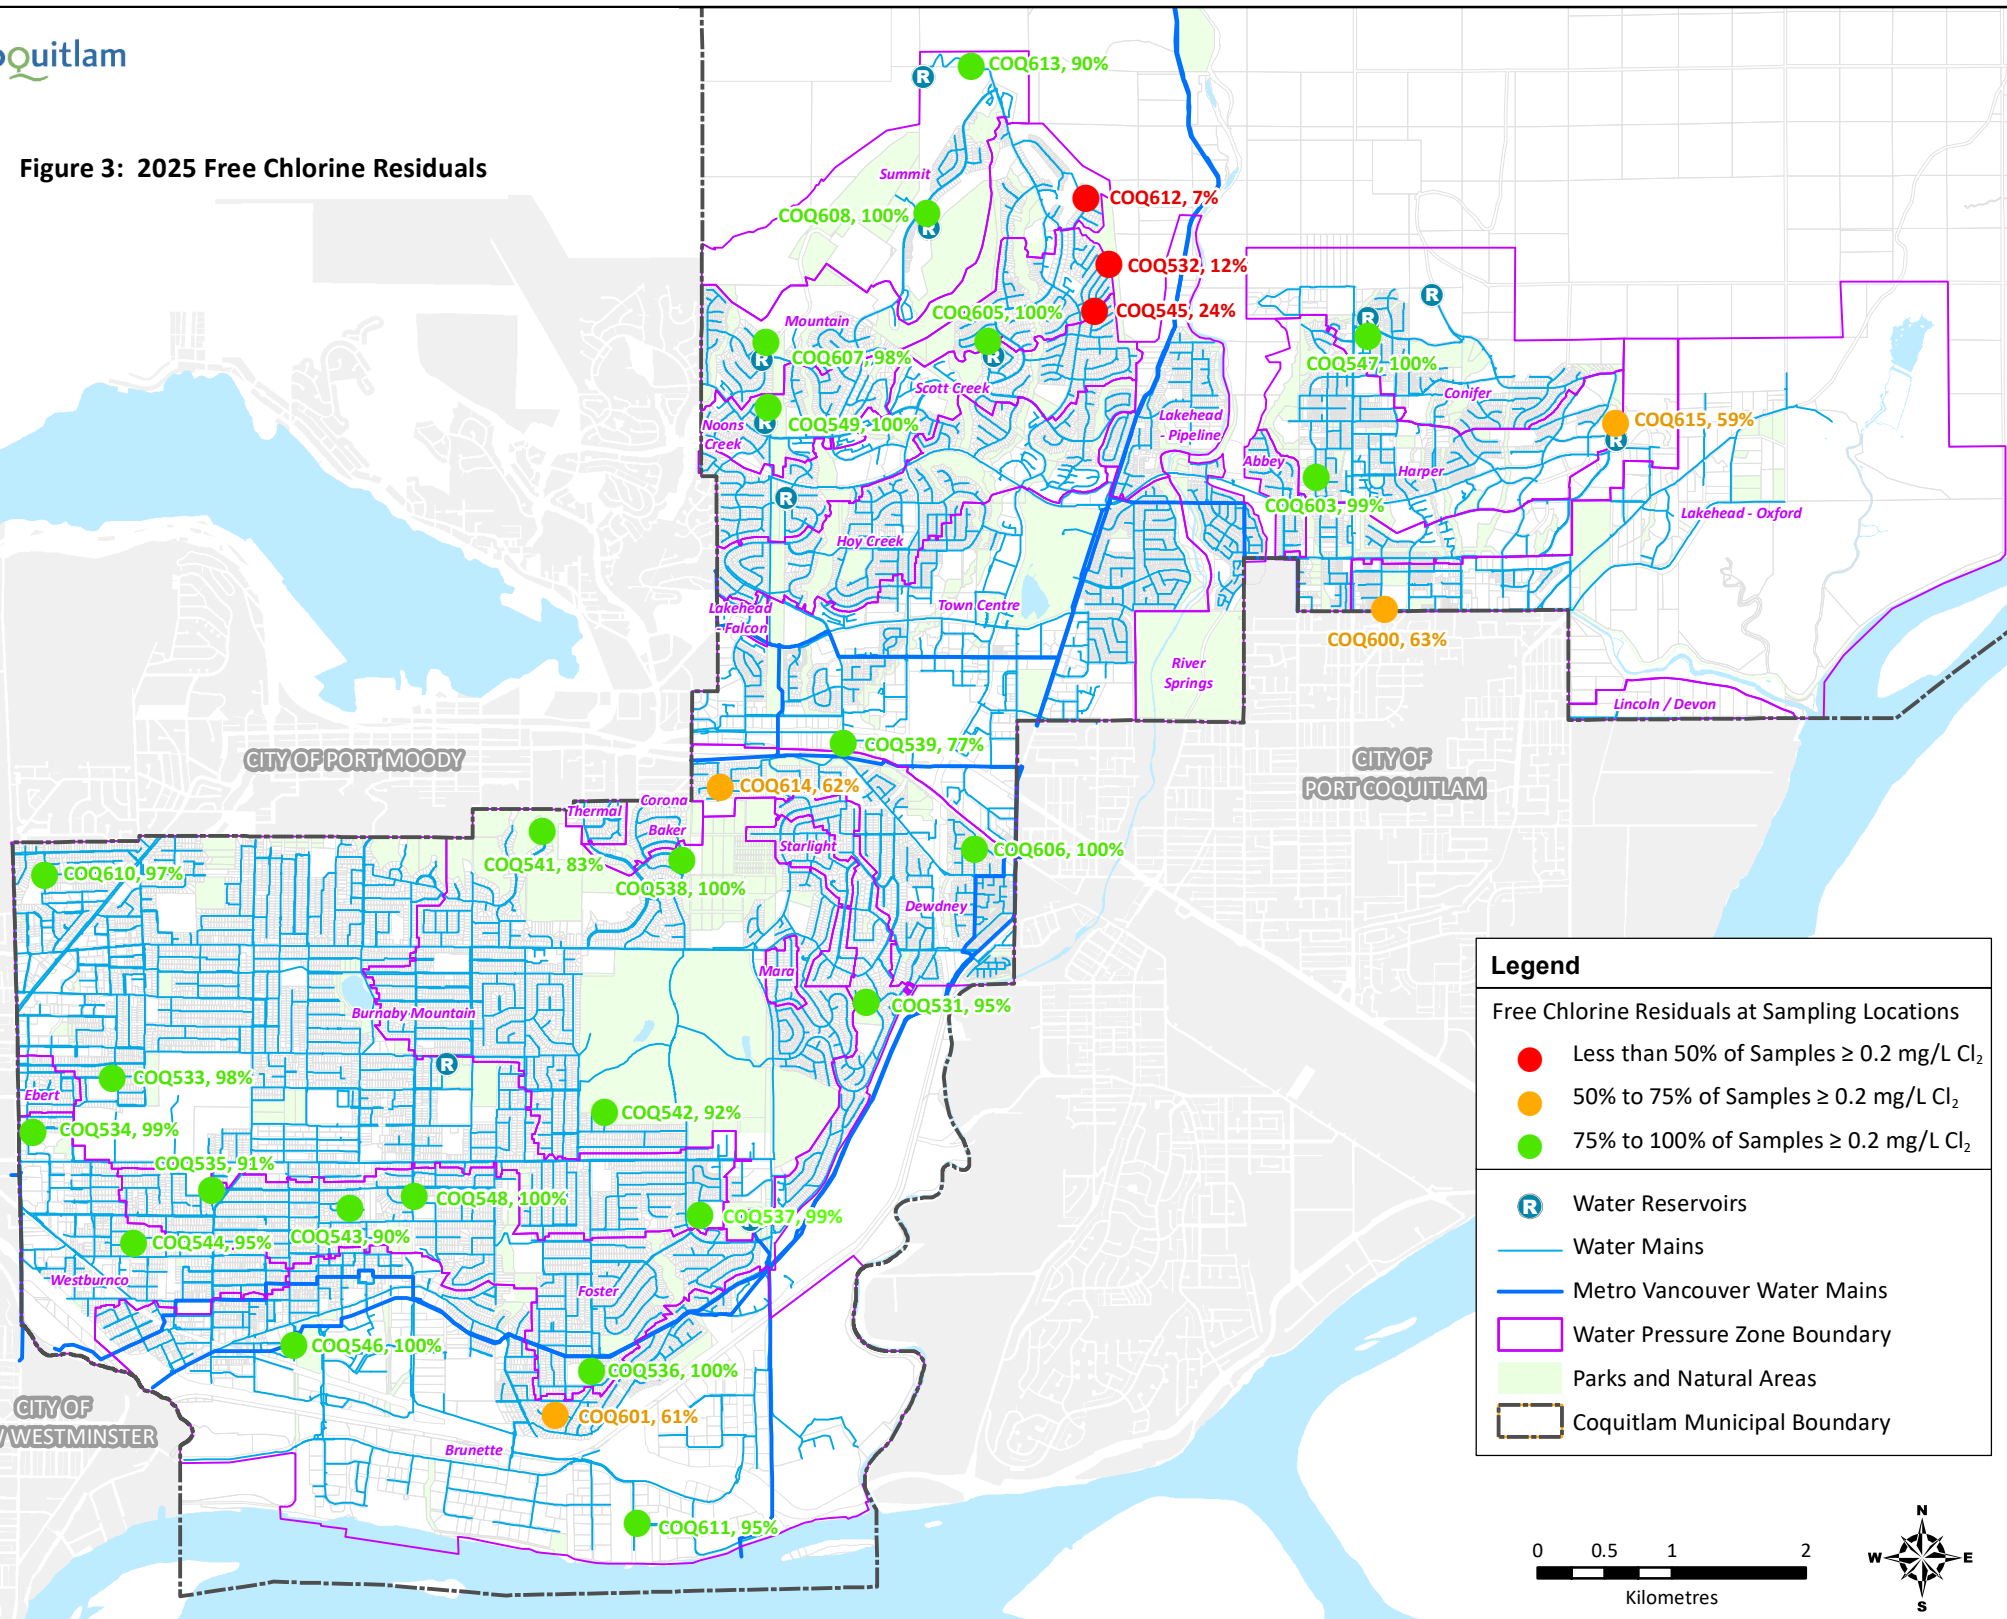 oquitlam
Figure 3: 2025 Free Chlorine Residuals
COQ613, 90%
Summit
COQ612, 7%
COQ608, 100%
COQ532, 12%
COQ545, 24%
COQ605, 100%
Mountain
COQ607, 98%
COQ547, 100%
Scott Creek
Conifer
Noons
Creek
COQ549, 100%
Lakehead
- Pipeline
COQ615, 59%
Abbey
Harper
COQ603, 99%
Lakehead - Oxford
Hoy Creek
Lakehead
- Falcon
Town Centre
COQ600, 63%
River
Springs
Lincoln / Devon
COQ539, 77%
CITY OF PORT MOODY
CITY OF
PORT COQUITLAM
COQ614, 62%
Corona
Thermal
Baker
Starlight
COQ606, 100%
COQ541, 83%
COQ610, 97%
COQ538, 100%
Dewdney
Mara
COQ531, 95%
Burnaby Mountain
COQ533, 98%
Ebert
COQ542, 92%
COQ534, 99%
COQ535, 91%
COQ548, 100%
COQ537, 99%
COQ543, 90%
COQ544, 95%
Westburnco
Foster
COQ546, 100%
COQ536, 100%
COQ601, 61%
CITY OF
WESTMINSTER
Brunette
COQ611, 95%
Legend
Free Chlorine Residuals at Sampling Locations
Less than 50% of Samples ≥ 0.2 mg/L Cl₂
50% to 75% of Samples ≥ 0.2 mg/L Cl₂
75% to 100% of Samples ≥ 0.2 mg/L Cl₂
R Water Reservoirs
Water Mains
Metro Vancouver Water Mains
Water Pressure Zone Boundary
Parks and Natural Areas
Coquitlam Municipal Boundary
0 0.5 1 2
Kilometres
N
W E
S